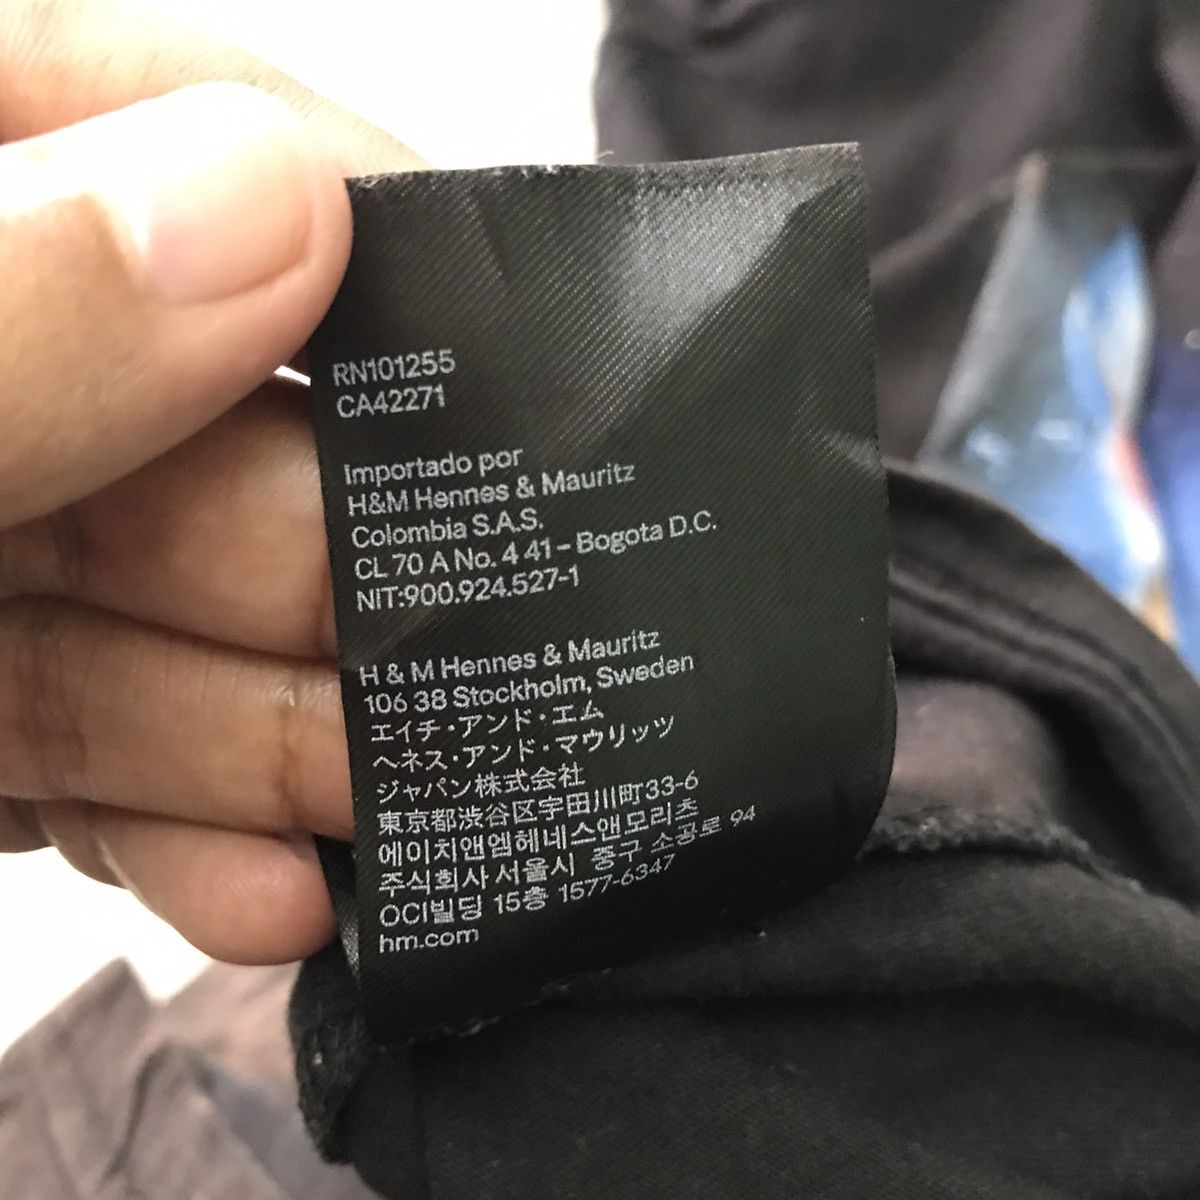 RN101255
CA42271
Importado por
H&M Hennes & Mauritz
Colombia S.A.S.
CL 70 A No. 4 41 – Bogota D.C.
NIT:900.924.527-1
H & M Hennes & Mauritz
106 38 Stockholm, Sweden
エイチ・アンド・エム
ヘネス・アンド・マウリッツ
ジャパン株式会社
東京都渋谷区宇田川町33-6
에이치앤엠헤네스앤모리츠
주식회사 서울시 중구 소공로 94
OCI빌딩 15층 1577-6347
hm.com